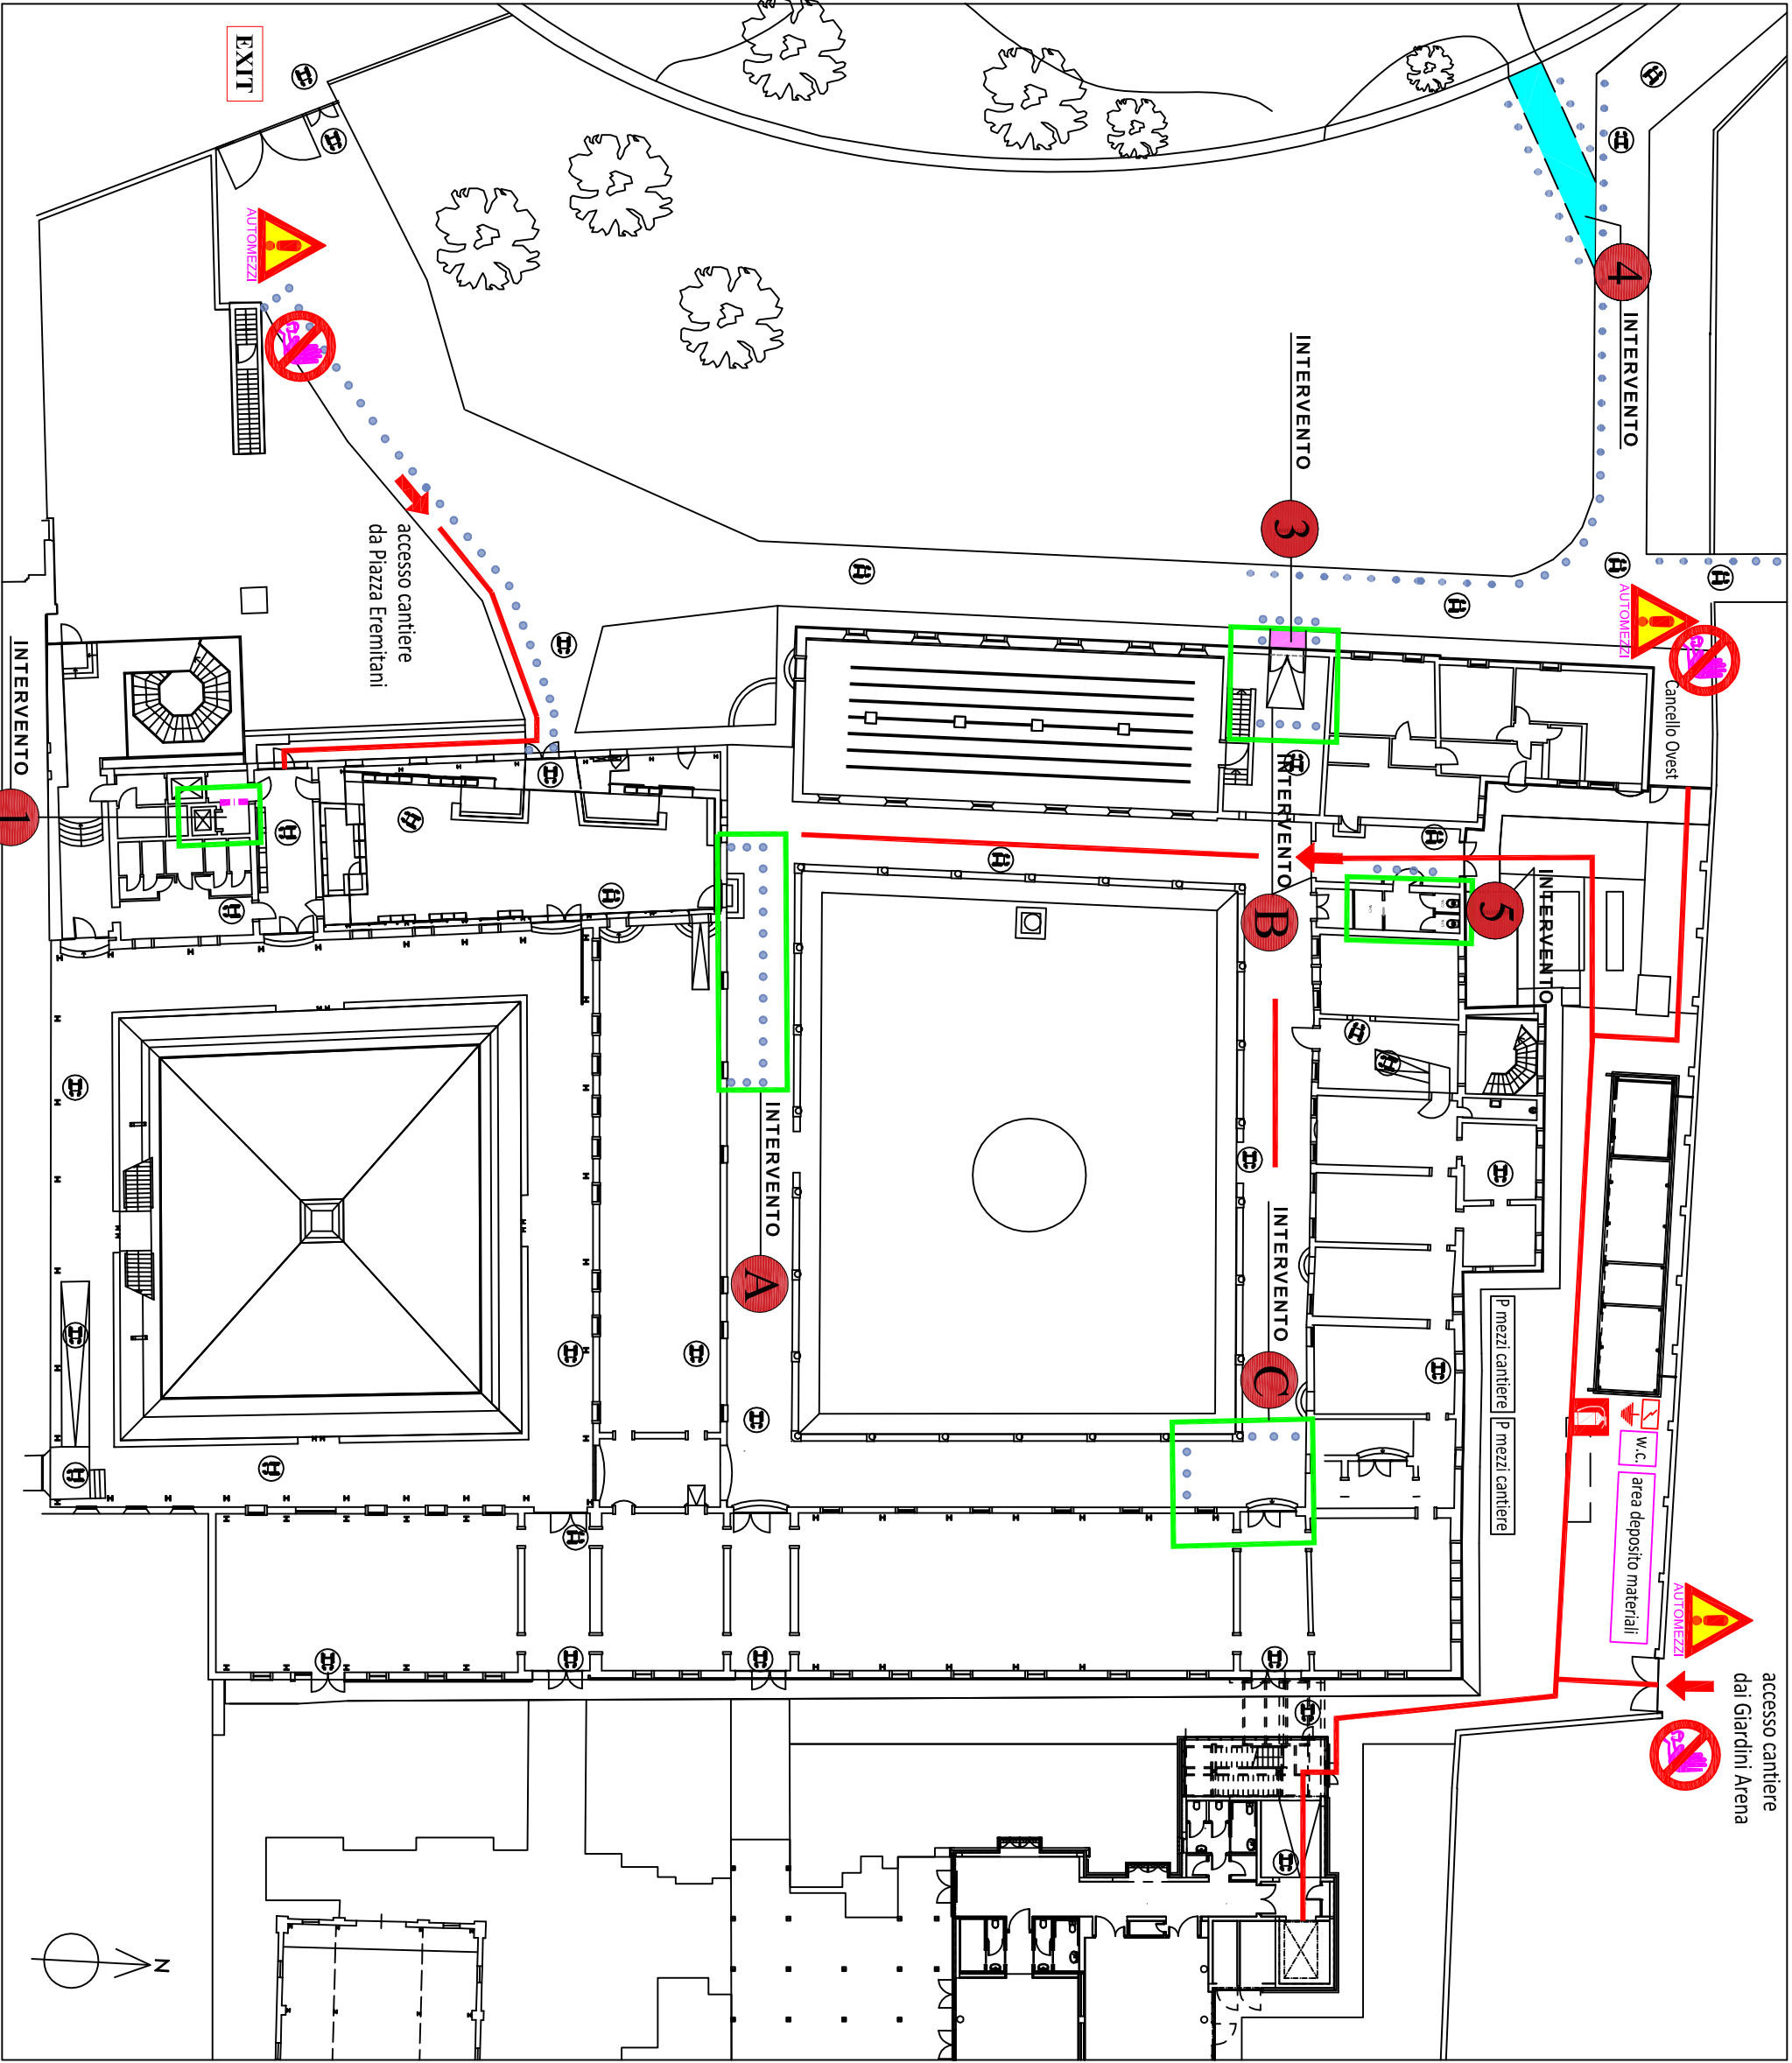 EXIT
AUTOMEZZI
accesso cantiere
da Piazza Eremitani
INTERVENTO
1
INTERVENTO
3
INTERVENTO
4
AUTOMEZZI
Cancello Ovest
INTERVENTO
B
INTERVENTO
5
INTERVENTO
A
INTERVENTO
C
P mezzi cantiere
P mezzi cantiere
w.c.
area deposito materiali
AUTOMEZZI
accesso cantiere
dai Giardini Arena
N